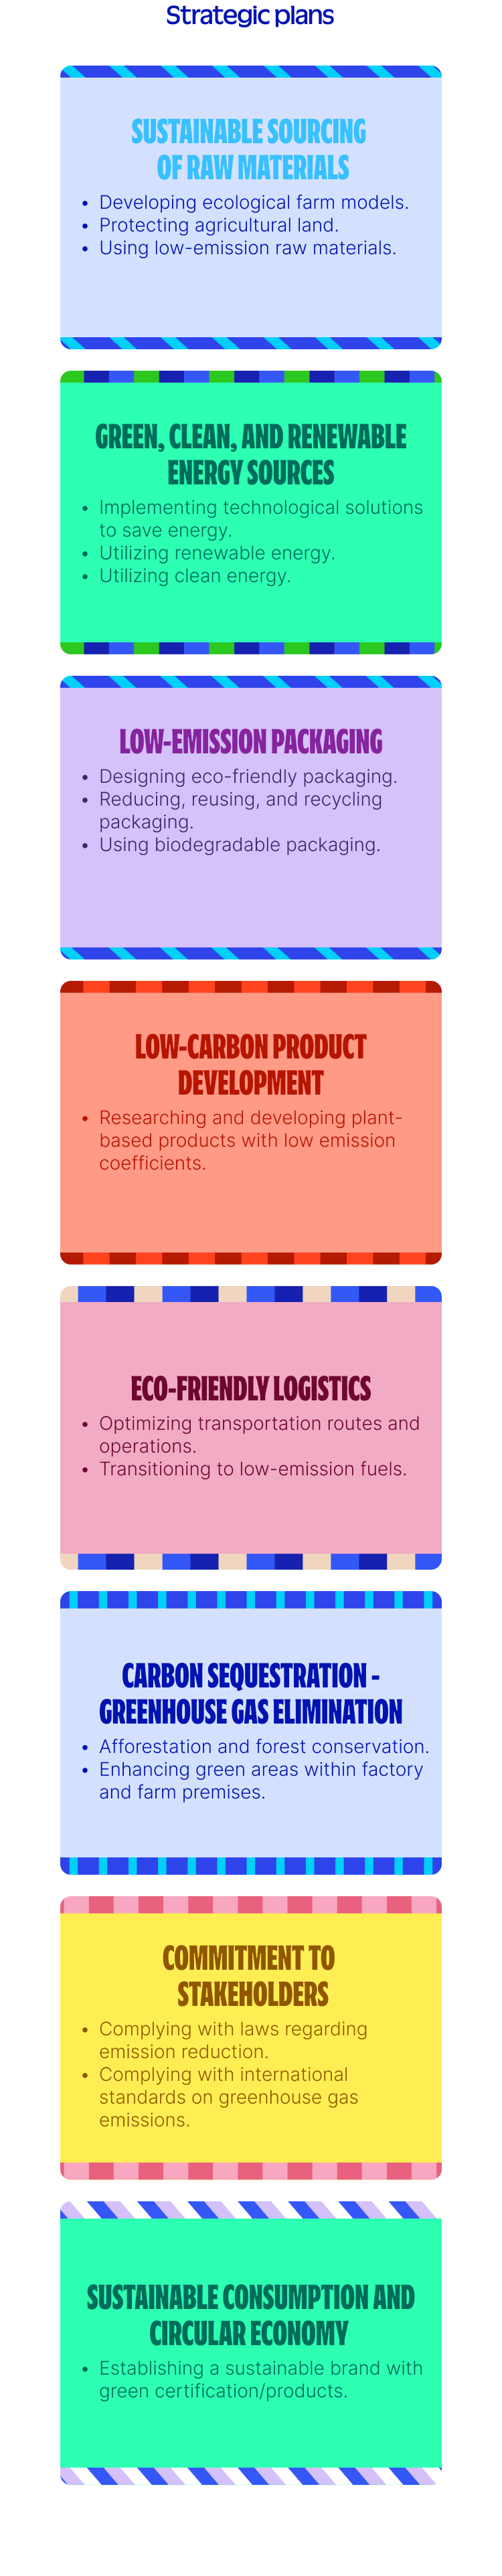 Strategic plans
SUSTAINABLE SOURCING
OF RAW MATERIALS
• Developing ecological farm models.
• Protecting agricultural land.
• Using low-emission raw materials.
GREEN, CLEAN, AND RENEWABLE
ENERGY SOURCES
• Implementing technological solutions
to save energy.
• Utilizing renewable energy.
• Utilizing clean energy.
LOW-EMISSION PACKAGING
• Designing eco-friendly packaging.
• Reducing, reusing, and recycling
packaging.
• Using biodegradable packaging.
LOW-CARBON PRODUCT
DEVELOPMENT
• Researching and developing plant-
based products with low emission
coefficients.
ECO-FRIENDLY LOGISTICS
• Optimizing transportation routes and
operations.
• Transitioning to low-emission fuels.
CARBON SEQUESTRATION -
GREENHOUSE GAS ELIMINATION
• Afforestation and forest conservation.
• Enhancing green areas within factory
and farm premises.
COMMITMENT TO
STAKEHOLDERS
• Complying with laws regarding
emission reduction.
• Complying with international
standards on greenhouse gas
emissions.
SUSTAINABLE CONSUMPTION AND
CIRCULAR ECONOMY
• Establishing a sustainable brand with
green certification/products.